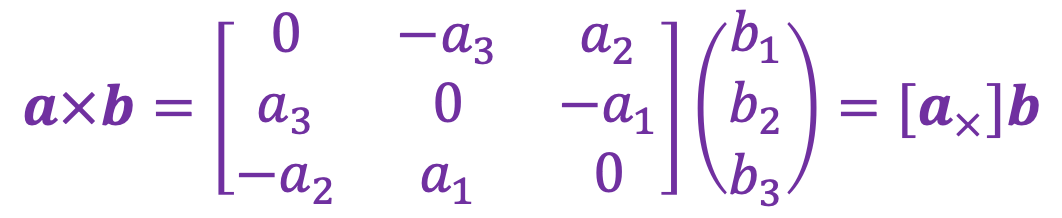 a×b = [0 −a₃ a₂; a₃ 0 −a₁; −a₂ a₁ 0] (b₁; b₂; b₃) = [a×]b